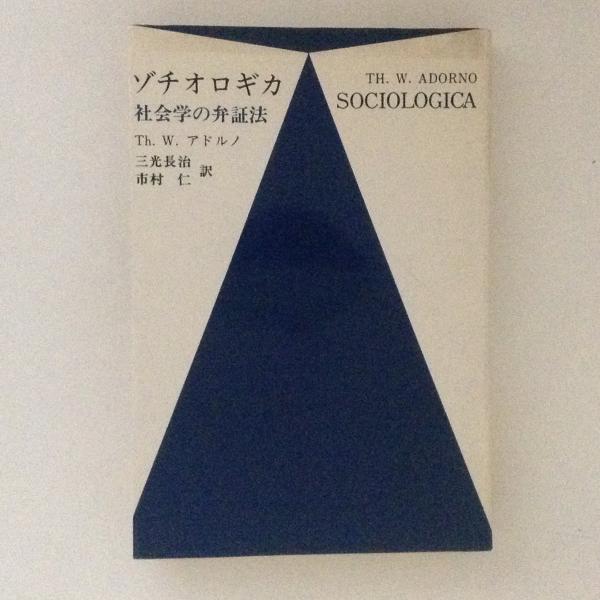 ゾチオロギカ
社会学の弁証法
Th. W. アドルノ
三光長治
市村 仁
訳
TH. W. ADORNO
SOCIOLOGICA